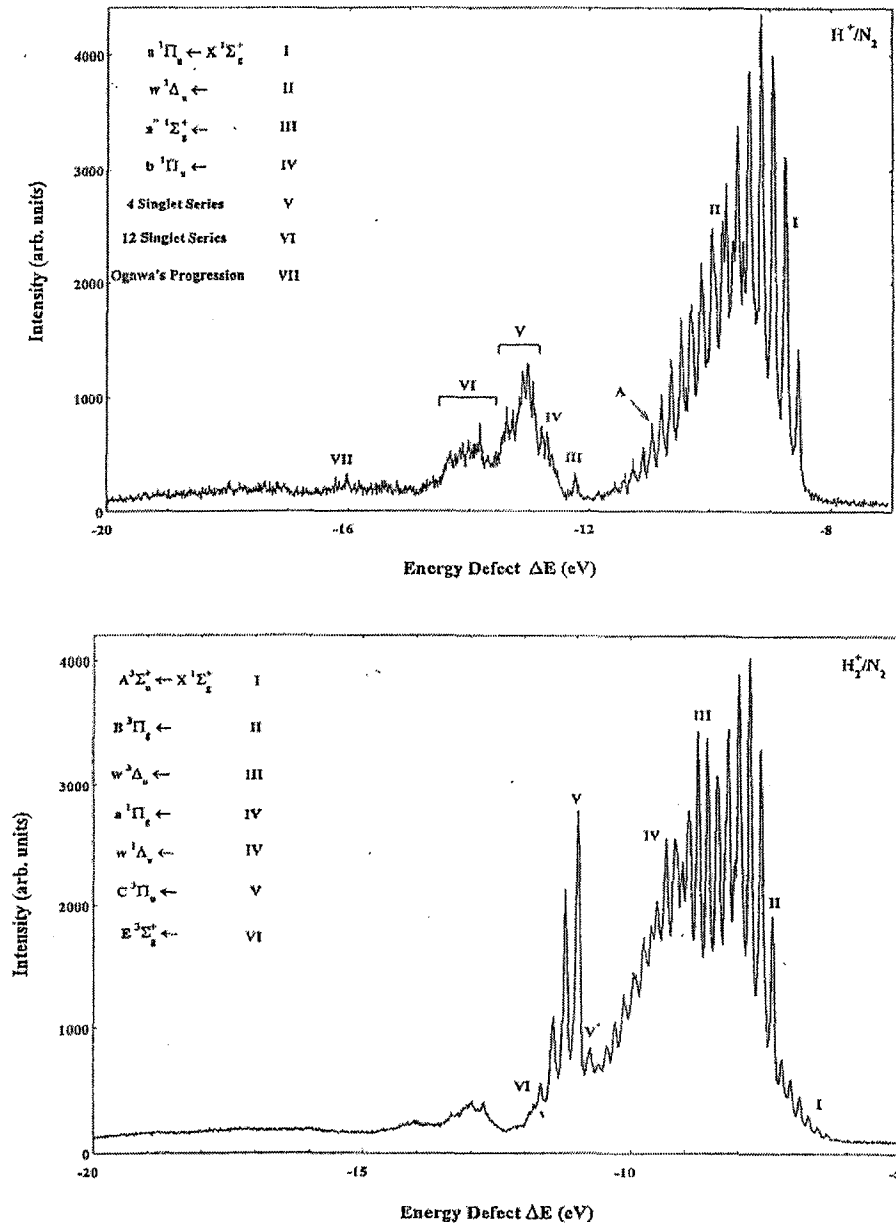 H⁺/N₂
a ¹Πg ← X ¹Σg⁺ I
w ¹Δu ← II
a" ¹Σg⁺ ← III
b ¹Πu ← IV
4 Singlet Series V
12 Singlet Series VI
Ogawa's Progression VII
Intensity (arb. units)
4000
3000
2000
1000
0
VII
VI
V
IV
III
A
II
I
-20
-16
-12
-8
Energy Defect ΔE (eV)
H₂⁺/N₂
A ³Σu⁺ ← X ¹Σg⁺ I
B ³Πg ← II
w ³Δu ← III
a ¹Πg ← IV
w ¹Δu ← IV
C ³Πu ← V
E ³Σg⁺ ← VI
Intensity (arb. units)
4000
3000
2000
1000
0
VI
V
V'
IV
III
II
I
-20
-15
-10
Energy Defect ΔE (eV)